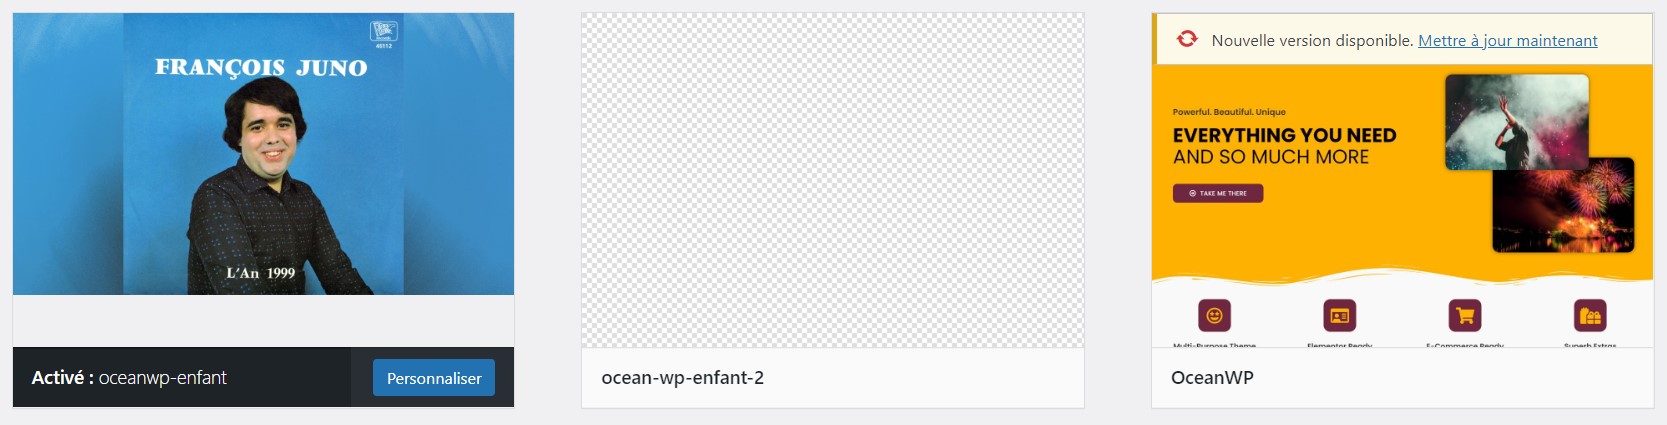 45112
FRANÇOIS JUNO
L'An 1999
Activé : oceanwp-enfant
Personnaliser
ocean-wp-enfant-2
Nouvelle version disponible. Mettre à jour maintenant
Powerful. Beautiful. Unique
EVERYTHING YOU NEED
AND SO MUCH MORE
TAKE ME THERE
Multi-Purpose Theme
Elementor Ready
E-Commerce Ready
Superb Extras
OceanWP